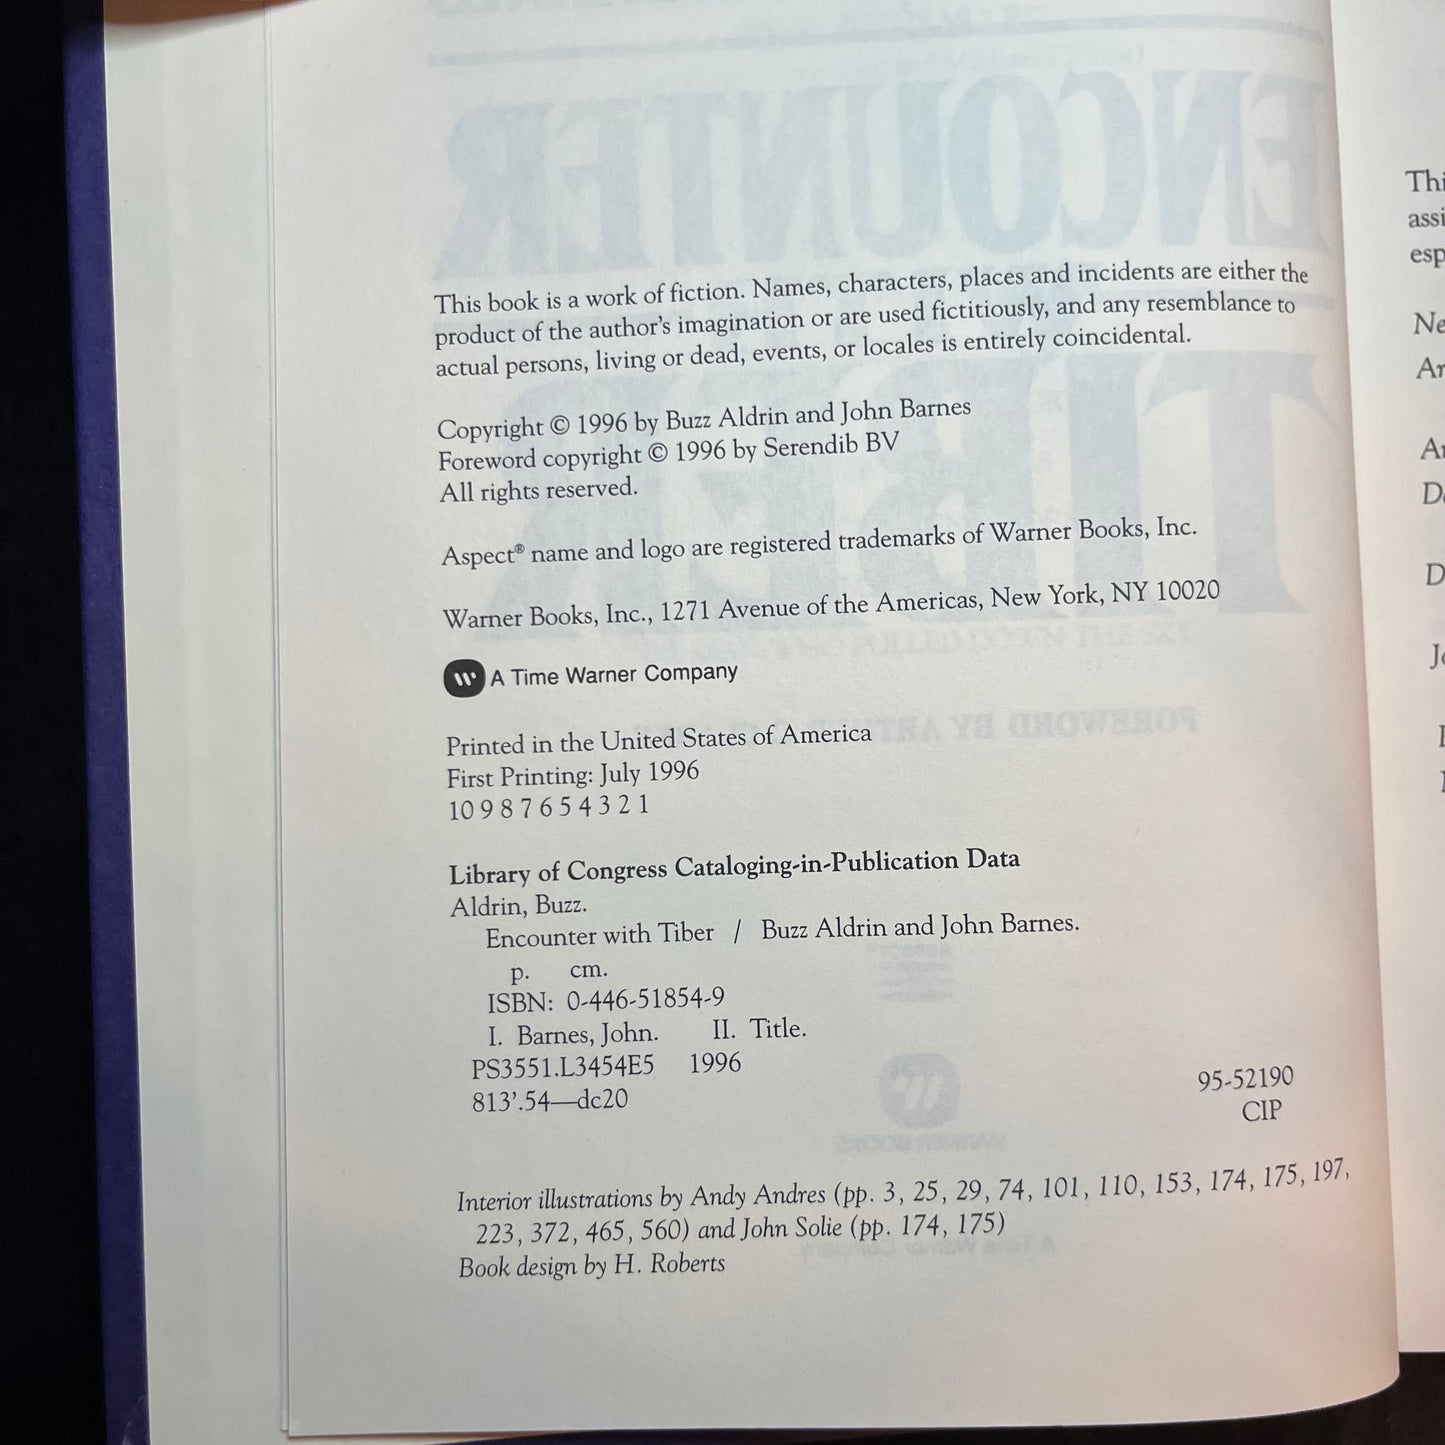 This book is a work of fiction. Names, characters, places and incidents are either the
product of the author's imagination or are used fictitiously, and any resemblance to
actual persons, living or dead, events, or locales is entirely coincidental.
Copyright © 1996 by Buzz Aldrin and John Barnes
Foreword copyright © 1996 by Serendib BV
All rights reserved.
Aspect® name and logo are registered trademarks of Warner Books, Inc.
Warner Books, Inc., 1271 Avenue of the Americas, New York, NY 10020
A Time Warner Company
Printed in the United States of America
First Printing: July 1996
10 9 8 7 6 5 4 3 2 1
Library of Congress Cataloging-in-Publication Data
Aldrin, Buzz.
Encounter with Tiber / Buzz Aldrin and John Barnes.
p. cm.
ISBN: 0-446-51854-9
I. Barnes, John. II. Title.
PS3551.L3454E5 1996
813'.54—dc20
95-52190
CIP
Interior illustrations by Andy Andres (pp. 3, 25, 29, 74, 101, 110, 153, 174, 175, 197,
223, 372, 465, 560) and John Solie (pp. 174, 175)
Book design by H. Roberts